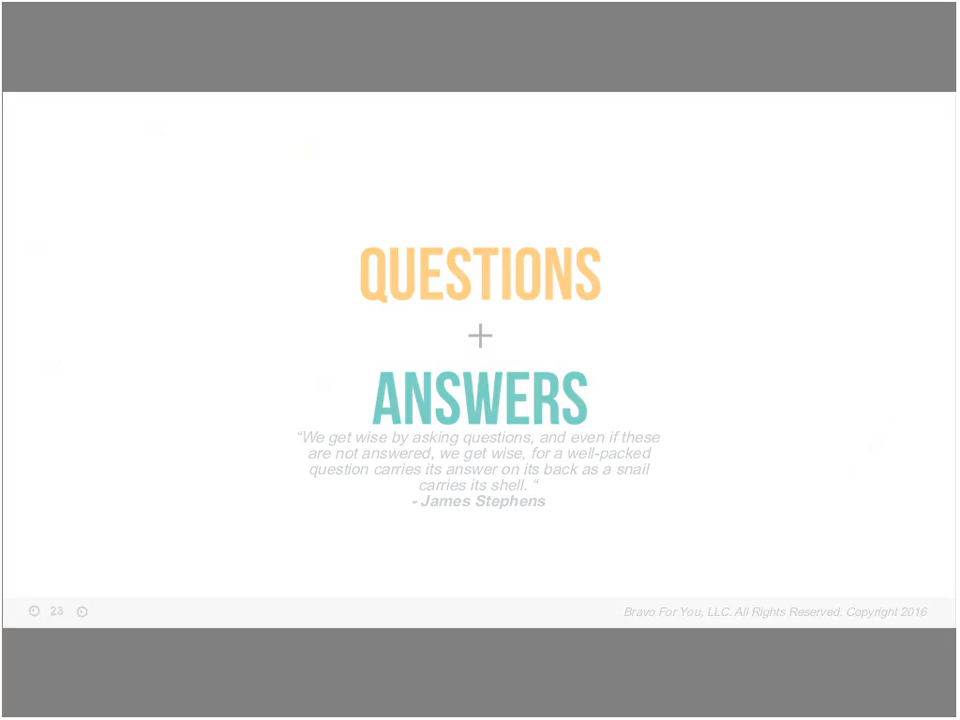 QUESTIONS
+
ANSWERS
“We get wise by asking questions, and even if these
are not answered, we get wise, for a well-packed
question carries its answer on its back as a snail
carries its shell. “
- James Stephens
23
Bravo For You, LLC. All Rights Reserved. Copyright 2016